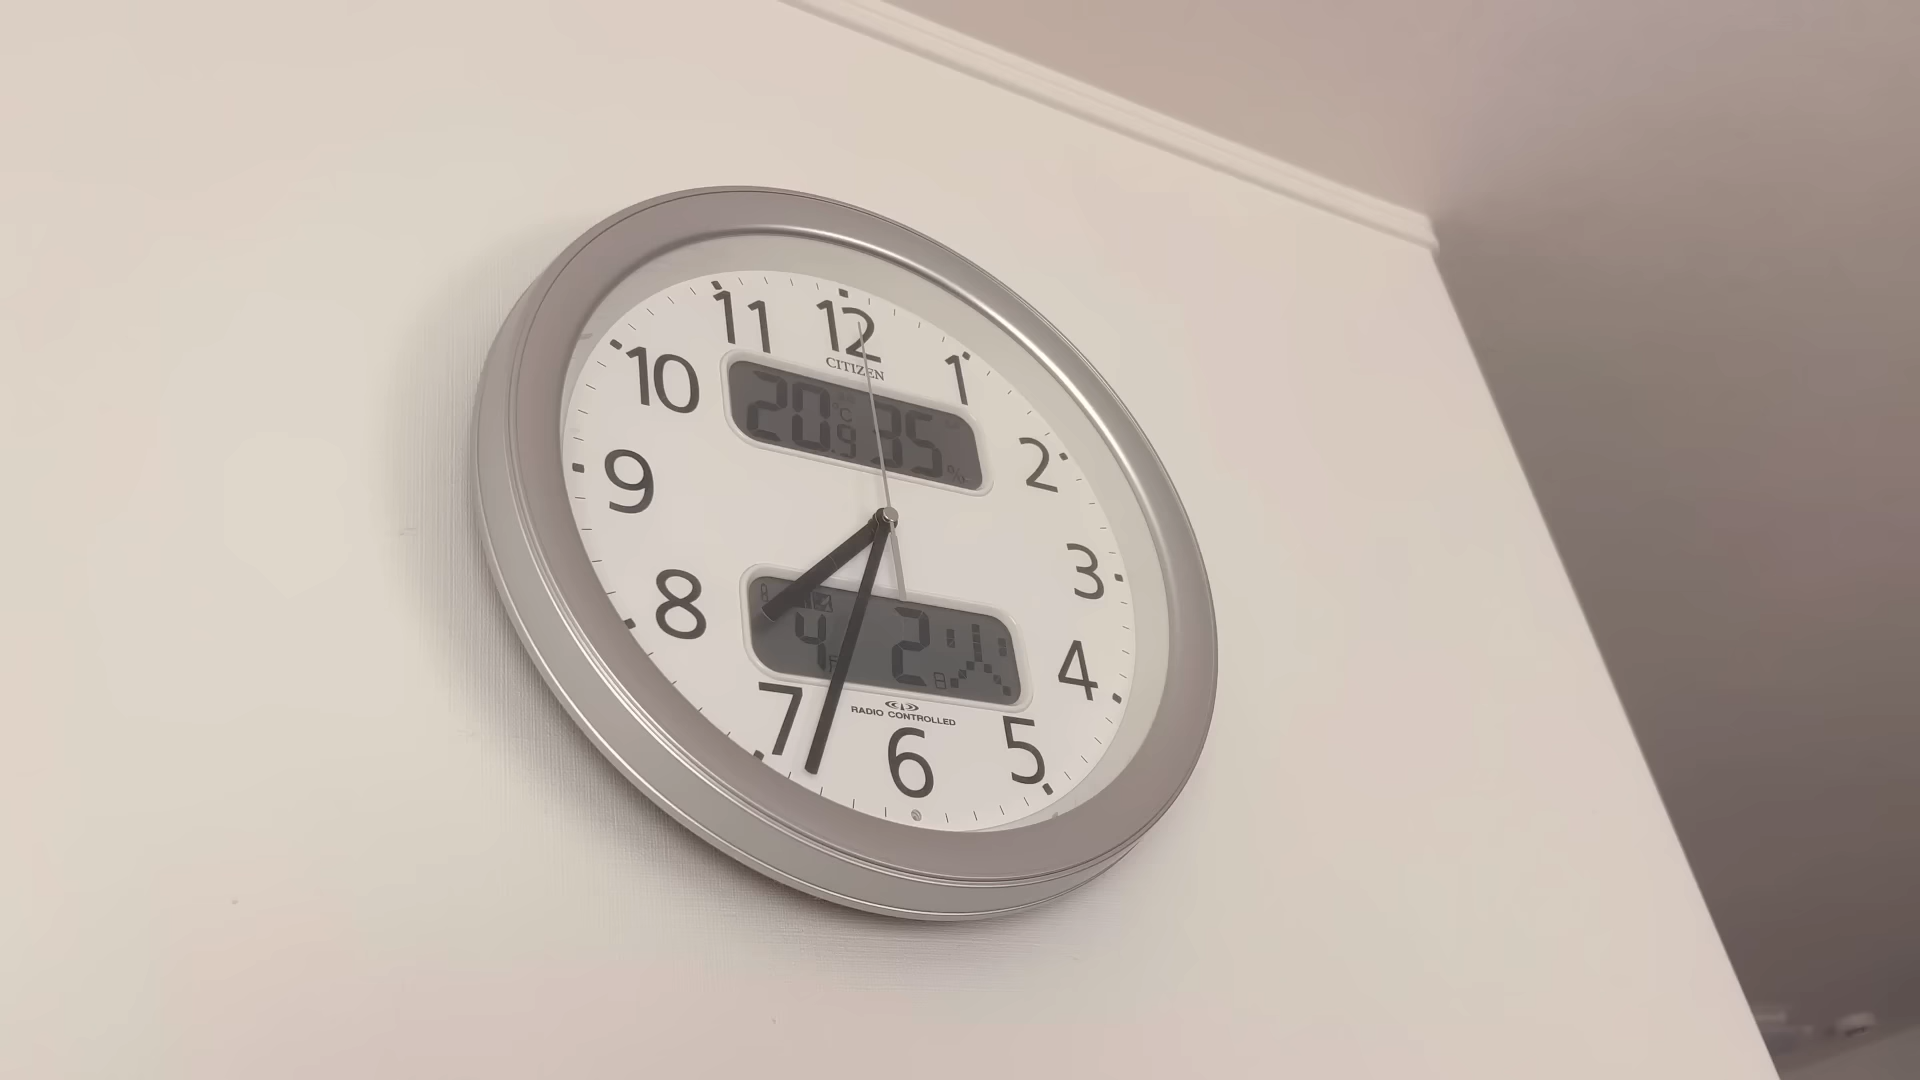 11 12 1
CITIZEN
10 2
20.9 °C 35 %
9 3
8 4
4 月 2 日 火
RADIO CONTROLLED
7 6 5